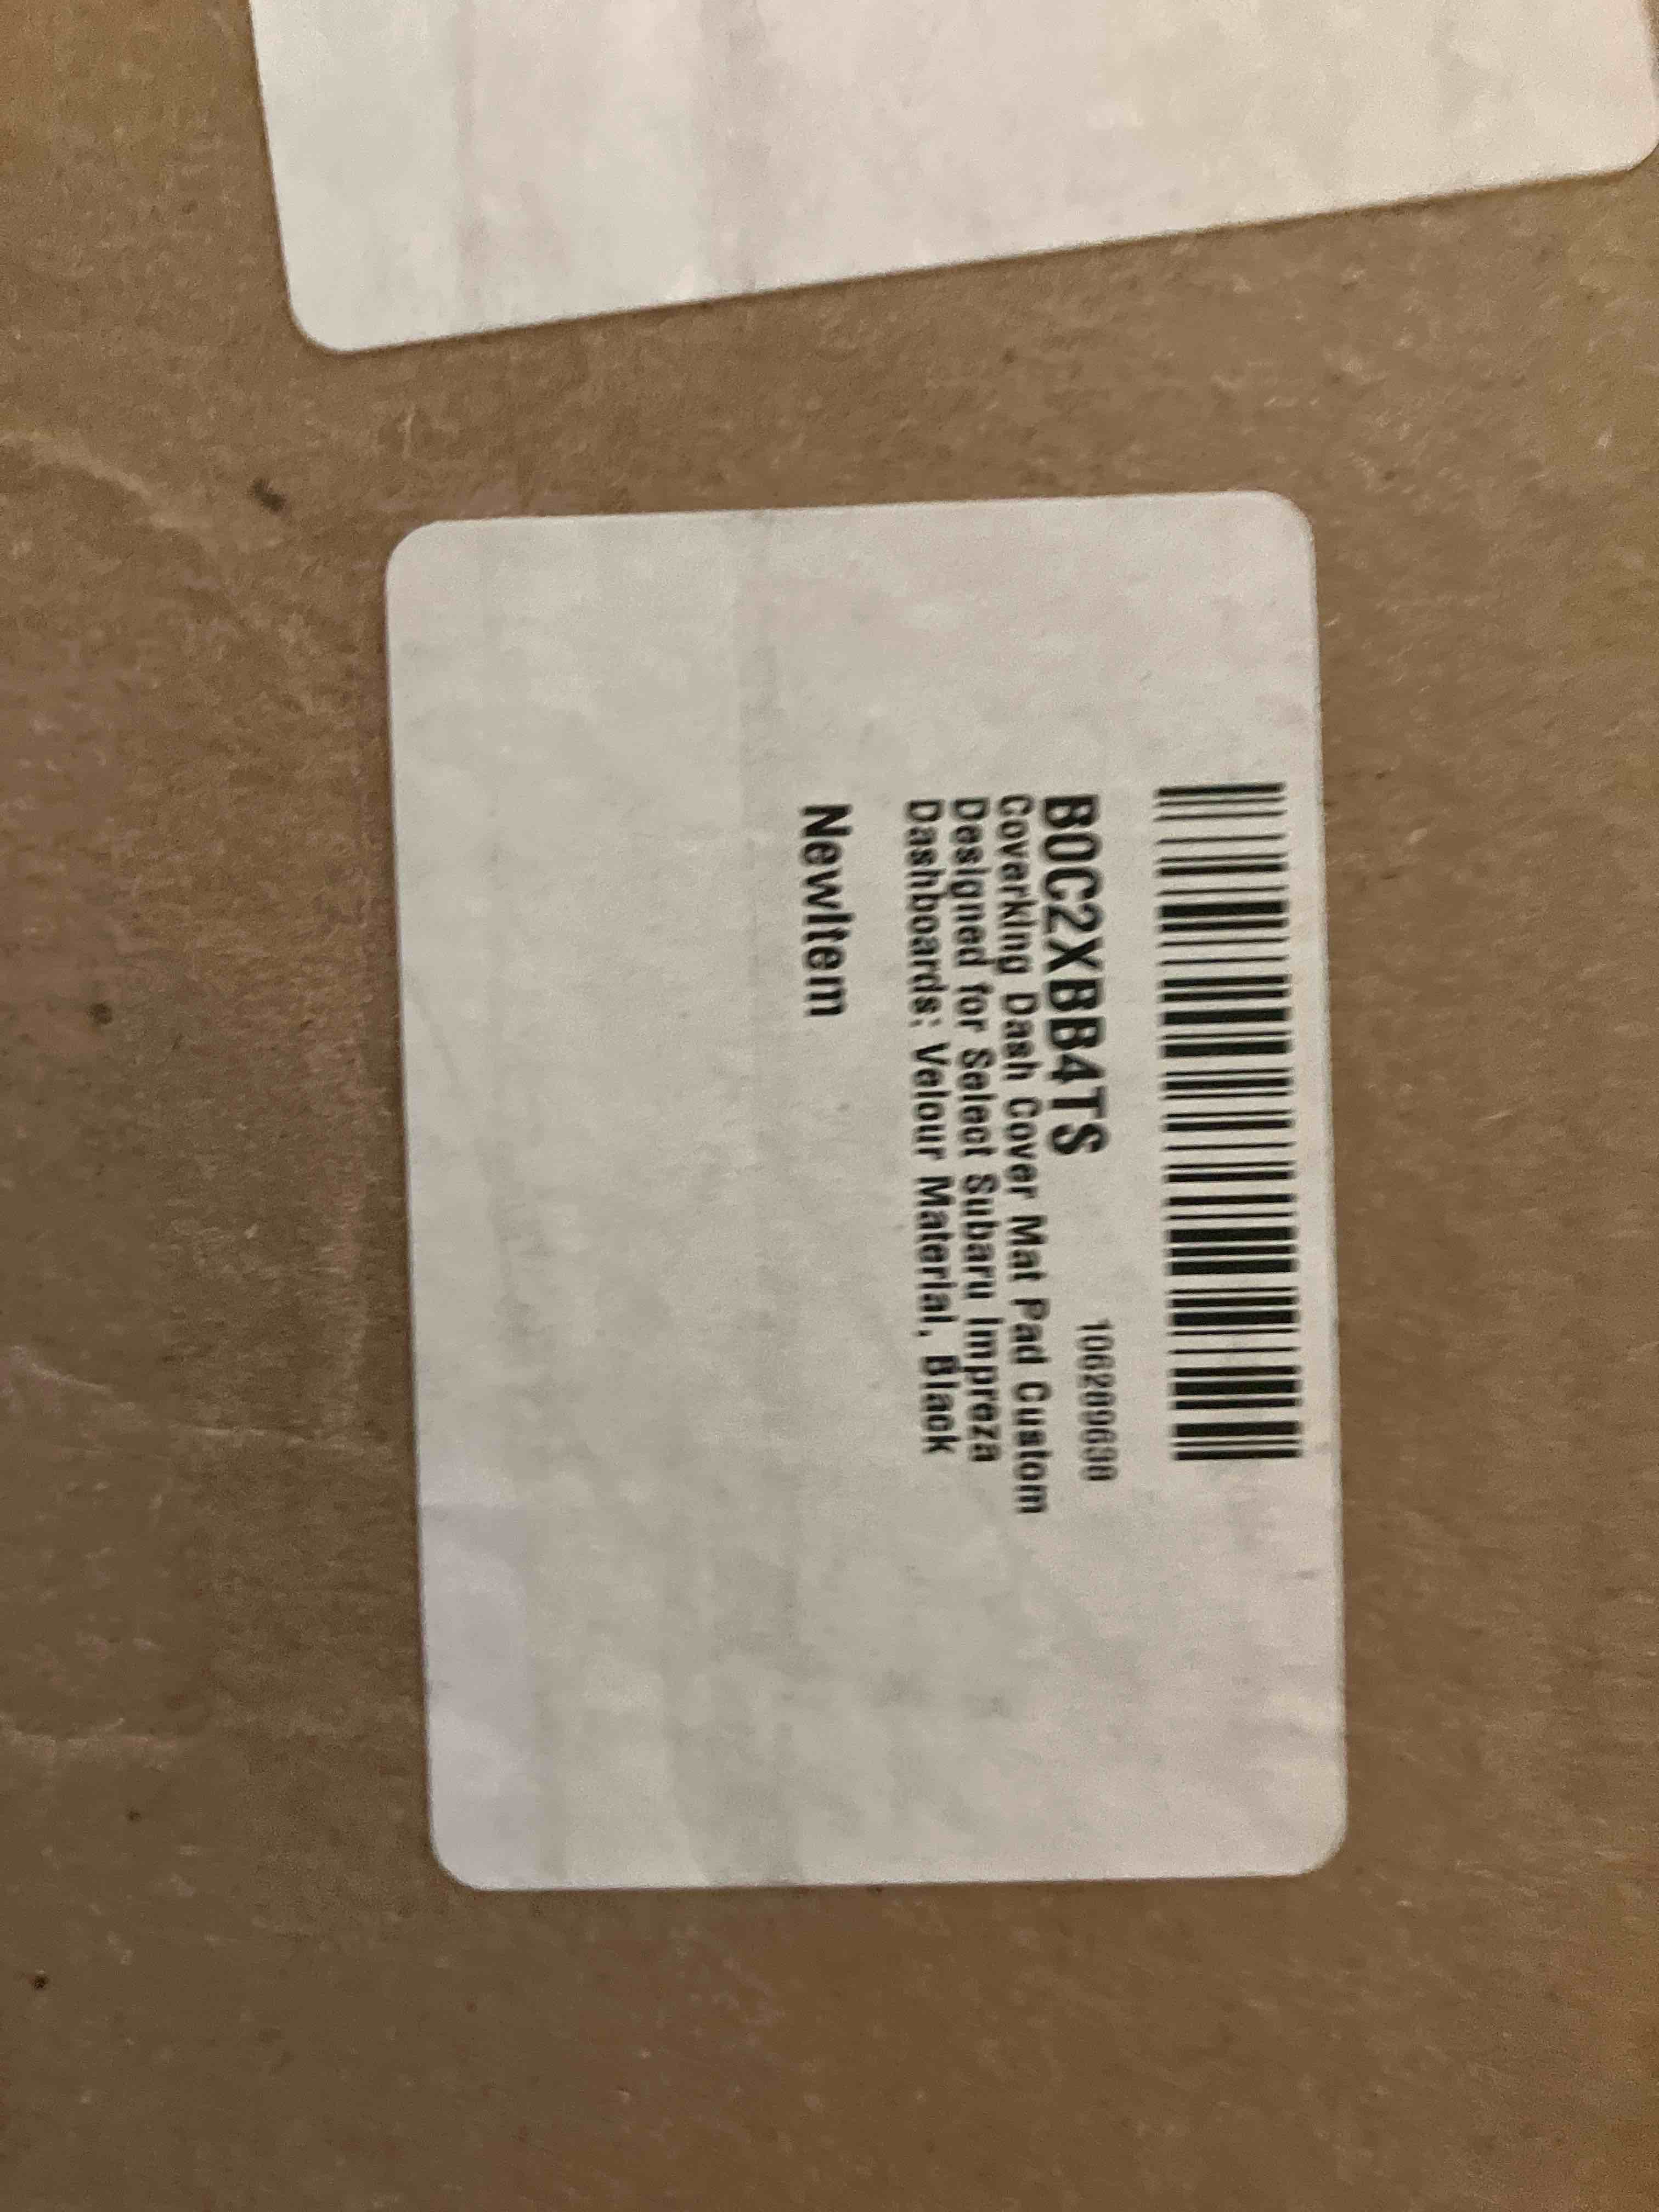 B0C2XBB4TS
Coverking Dash Cover Mat Pad Custom
Designed for Select Subaru Impreza
Dashboards: Velour Material, Black
NewItem